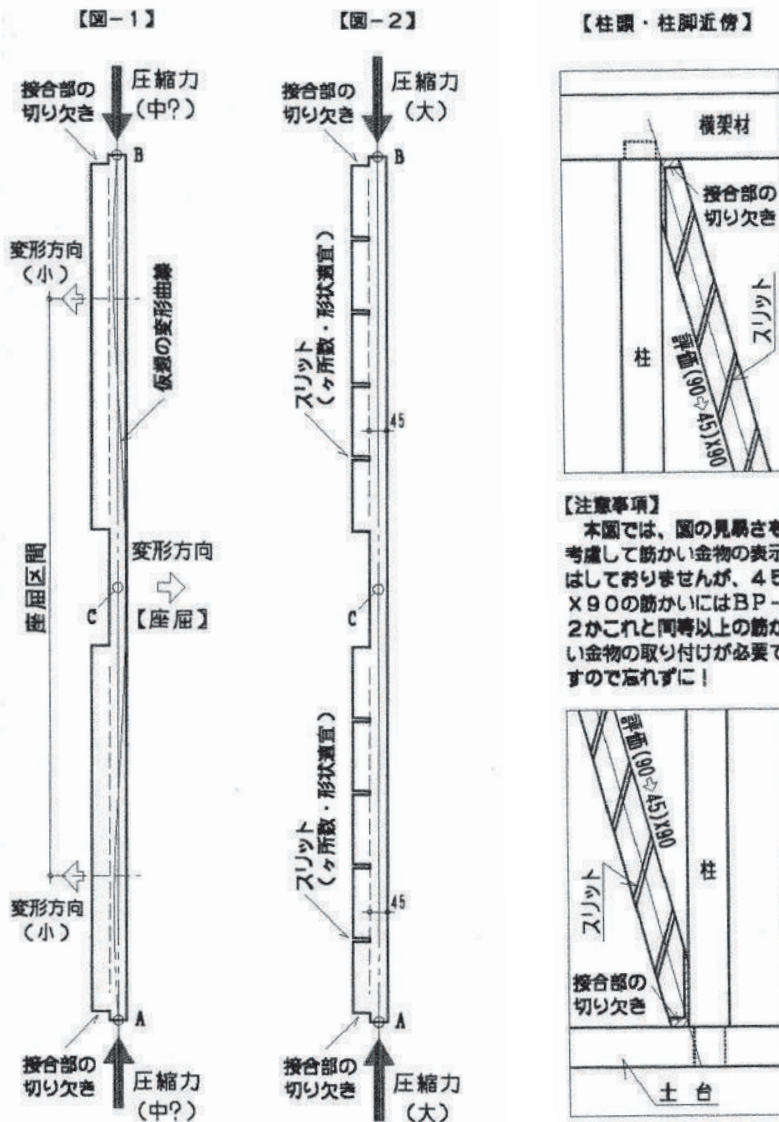 【図-1】
接合部の
切り欠き
圧縮力
(中?)
B
変形方向
(小)
仮想の変形曲線
座屈区間
変形方向
C
【座屈】
変形方向
(小)
A
接合部の
切り欠き
圧縮力
(中?)
【図-2】
接合部の
切り欠き
圧縮力
(大)
B
スリット
(ヶ所数・形状適宜)
45
C
スリット
(ヶ所数・形状適宜)
45
A
接合部の
切り欠き
圧縮力
(大)
【柱頭・柱脚近傍】
横架材
接合部の
切り欠き
スリット
柱
評価(90⇨45)X90
【注意事項】
本図では、図の見易さを
考慮して筋かい金物の表示
はしておりませんが、45
X90の筋かいにはBP-
2かこれと同等以上の筋か
い金物の取り付けが必要で
すので忘れずに!
評価(90⇨45)X90
柱
スリット
接合部の
切り欠き
土台